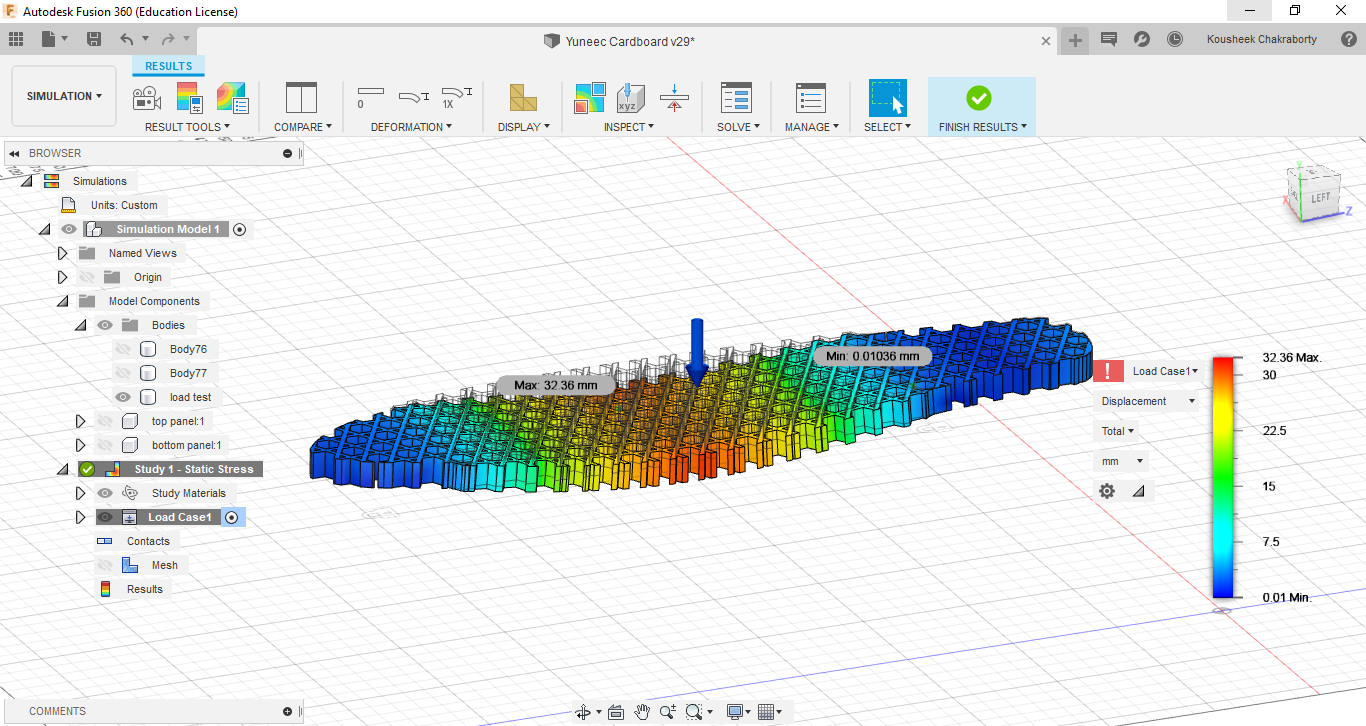 Autodesk Fusion 360 (Education License)
Yuneec Cardboard v29*
Kousheek Chakraborty
RESULTS
SIMULATION
RESULT TOOLS
COMPARE
0
1X
DEFORMATION
DISPLAY
xyz
INSPECT
SOLVE
MANAGE
SELECT
FINISH RESULTS
BROWSER
Simulations
Units: Custom
Simulation Model 1
Named Views
Origin
Model Components
Bodies
Body76
Body77
load test
top panel:1
bottom panel:1
Study 1 - Static Stress
Study Materials
Load Case1
Contacts
Mesh
Results
Max: 32.36 mm
Min: 0.01036 mm
Y
X
LEFT
Z
Load Case1
Displacement
Total
mm
32.36 Max.
30
22.5
15
7.5
0.01 Min.
COMMENTS